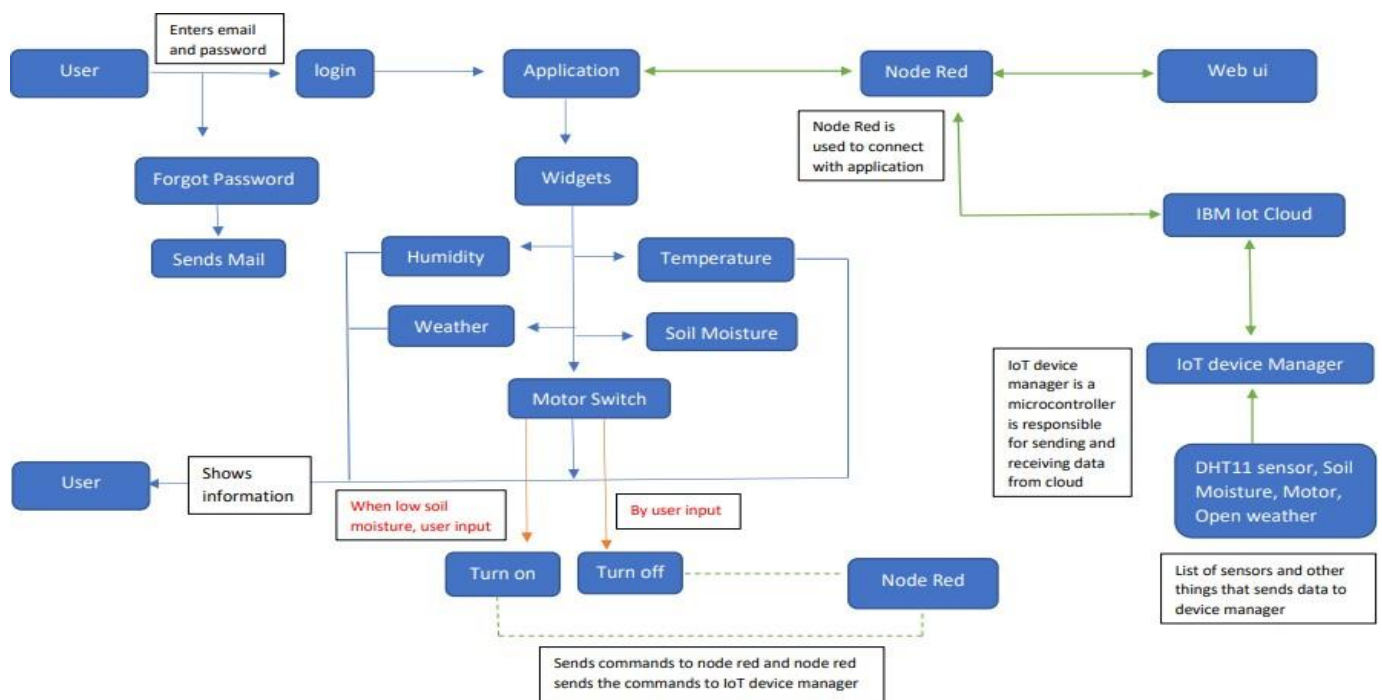 Enters email
and password
User
login
Application
Node Red
Web ui
Node Red is
used to connect
with application
Forgot Password
Widgets
IBM Iot Cloud
Sends Mail
Humidity
Temperature
Weather
Soil Moisture
IoT device
manager is a
microcontroller
is responsible
for sending and
receiving data
from cloud
IoT device Manager
Motor Switch
User
Shows
information
When low soil
moisture, user input
By user input
DHT11 sensor, Soil
Moisture, Motor,
Open weather
Turn on
Turn off
Node Red
List of sensors and other
things that sends data to
device manager
Sends commands to node red and node red
sends the commands to IoT device manager